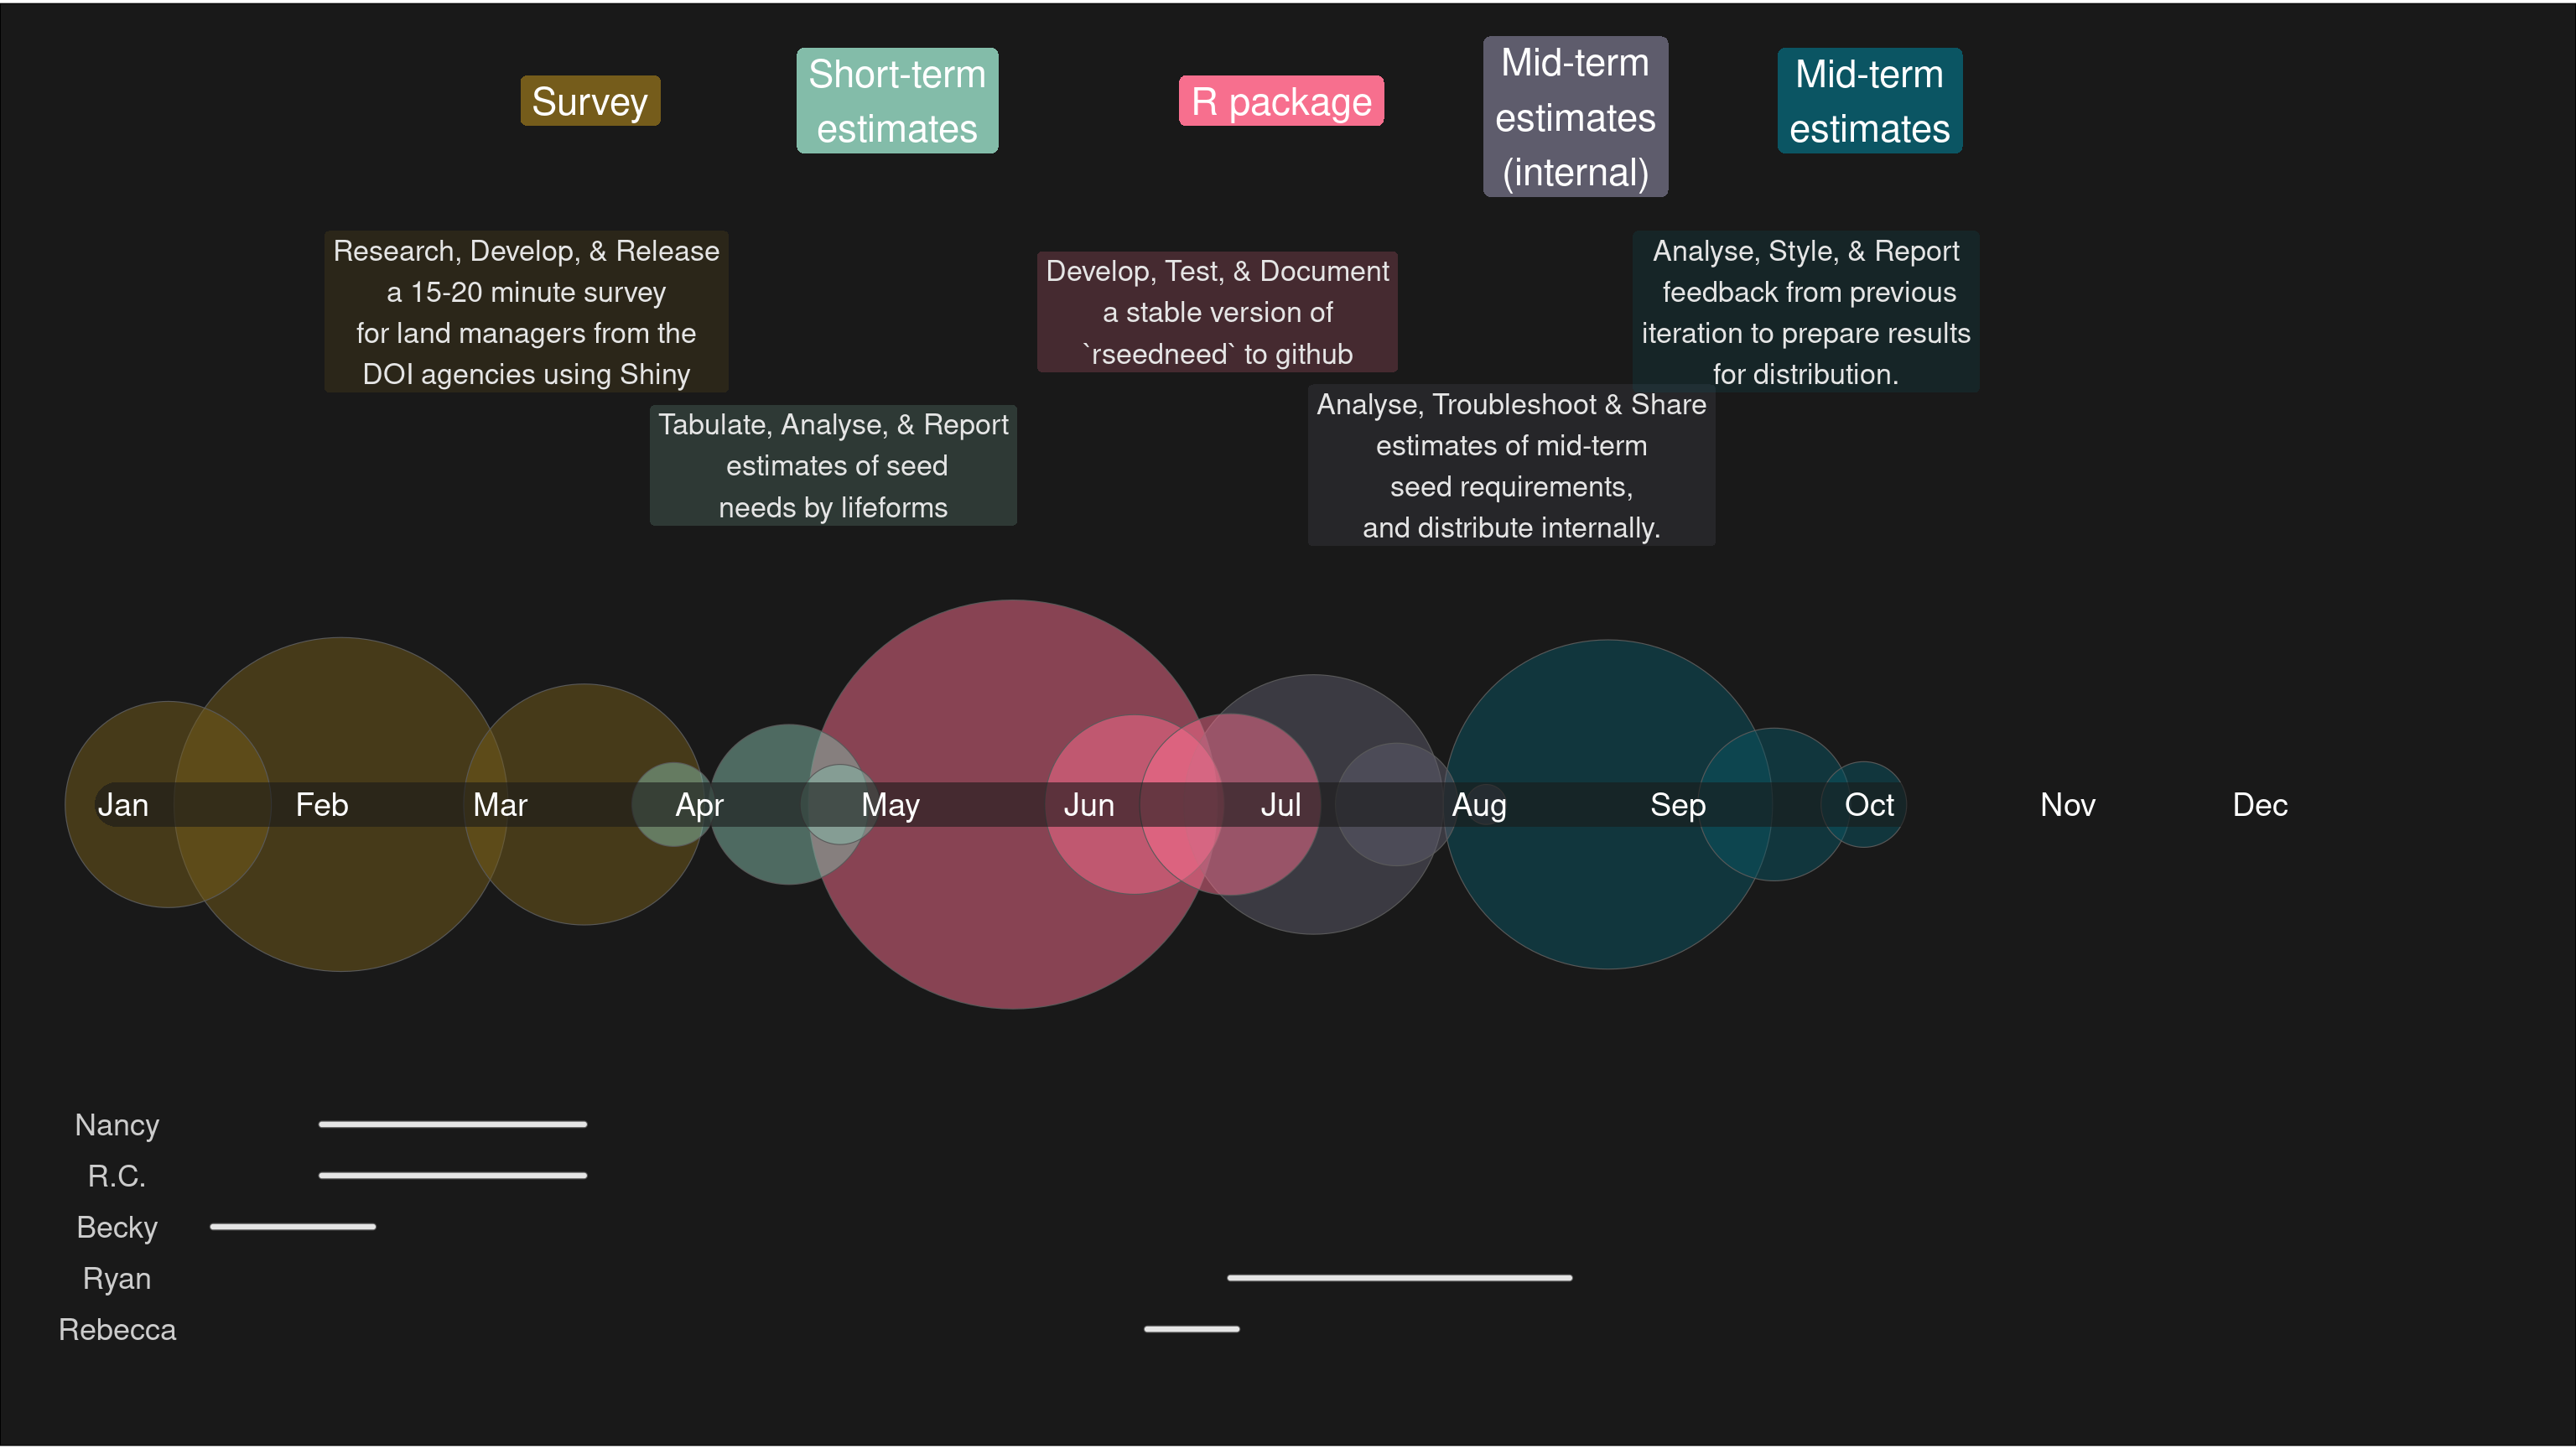 Survey
Short-term
estimates
R package
Mid-term
estimates
(internal)
Mid-term
estimates
Research, Develop, & Release
a 15-20 minute survey
for land managers from the
DOI agencies using Shiny
Tabulate, Analyse, & Report
estimates of seed
needs by lifeforms
Develop, Test, & Document
a stable version of
`rseedneed` to github
Analyse, Troubleshoot & Share
estimates of mid-term
seed requirements,
and distribute internally.
Analyse, Style, & Report
feedback from previous
iteration to prepare results
for distribution.
Jan Feb Mar Apr May Jun Jul Aug Sep Oct Nov Dec
Nancy
R.C.
Becky
Ryan
Rebecca